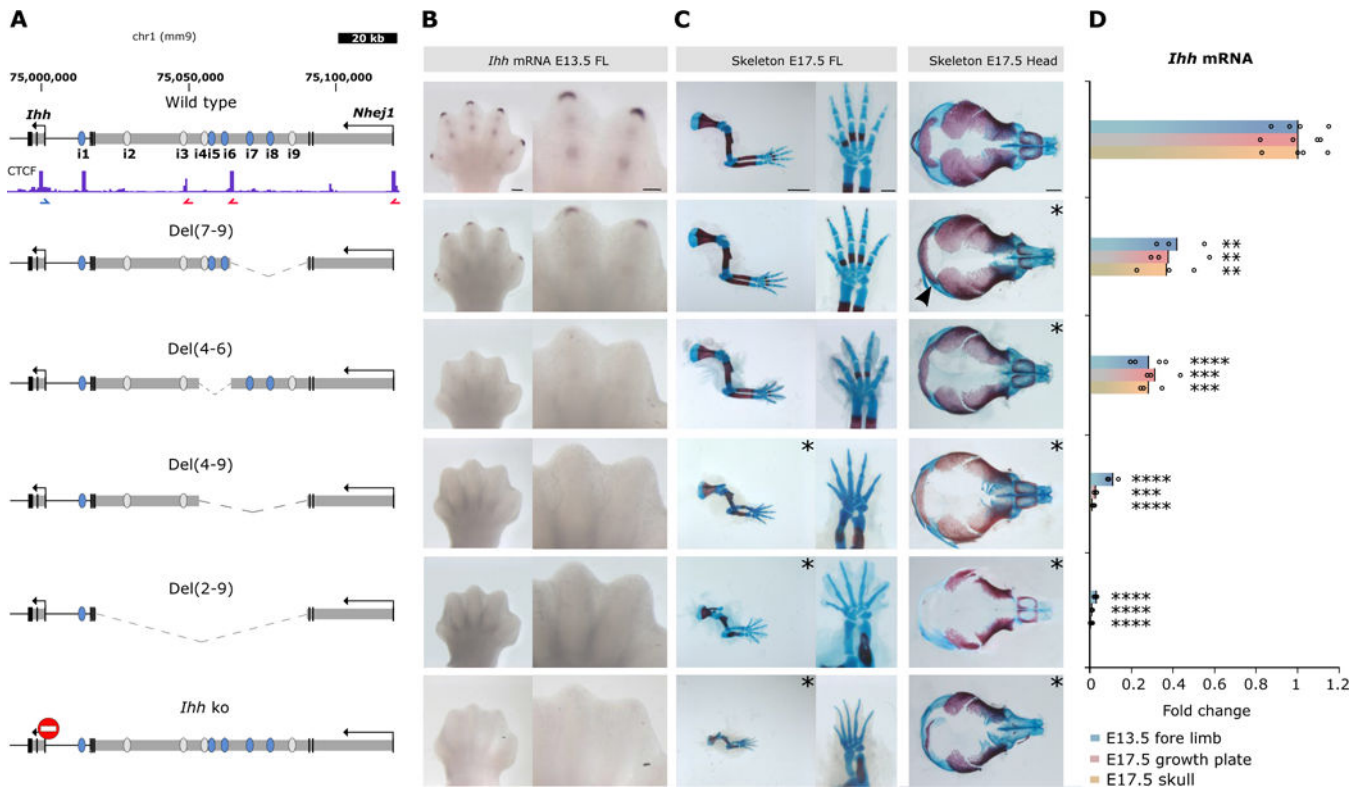 A
chr1 (mm9)
20 kb
75,000,000
75,050,000
75,100,000
Wild type
Ihh
Nhej1
i1
i2
i3
i4
i5
i6
i7
i8
i9
CTCF
Del(7-9)
Del(4-6)
Del(4-9)
Del(2-9)
Ihh ko
B
Ihh mRNA E13.5 FL
C
Skeleton E17.5 FL
Skeleton E17.5 Head
*
*
*
*
*
*
*
*
D
Ihh mRNA
**
**
**
****
***
***
****
***
****
****
****
****
0
0.2
0.4
0.6
0.8
1
1.2
Fold change
E13.5 fore limb
E17.5 growth plate
E17.5 skull